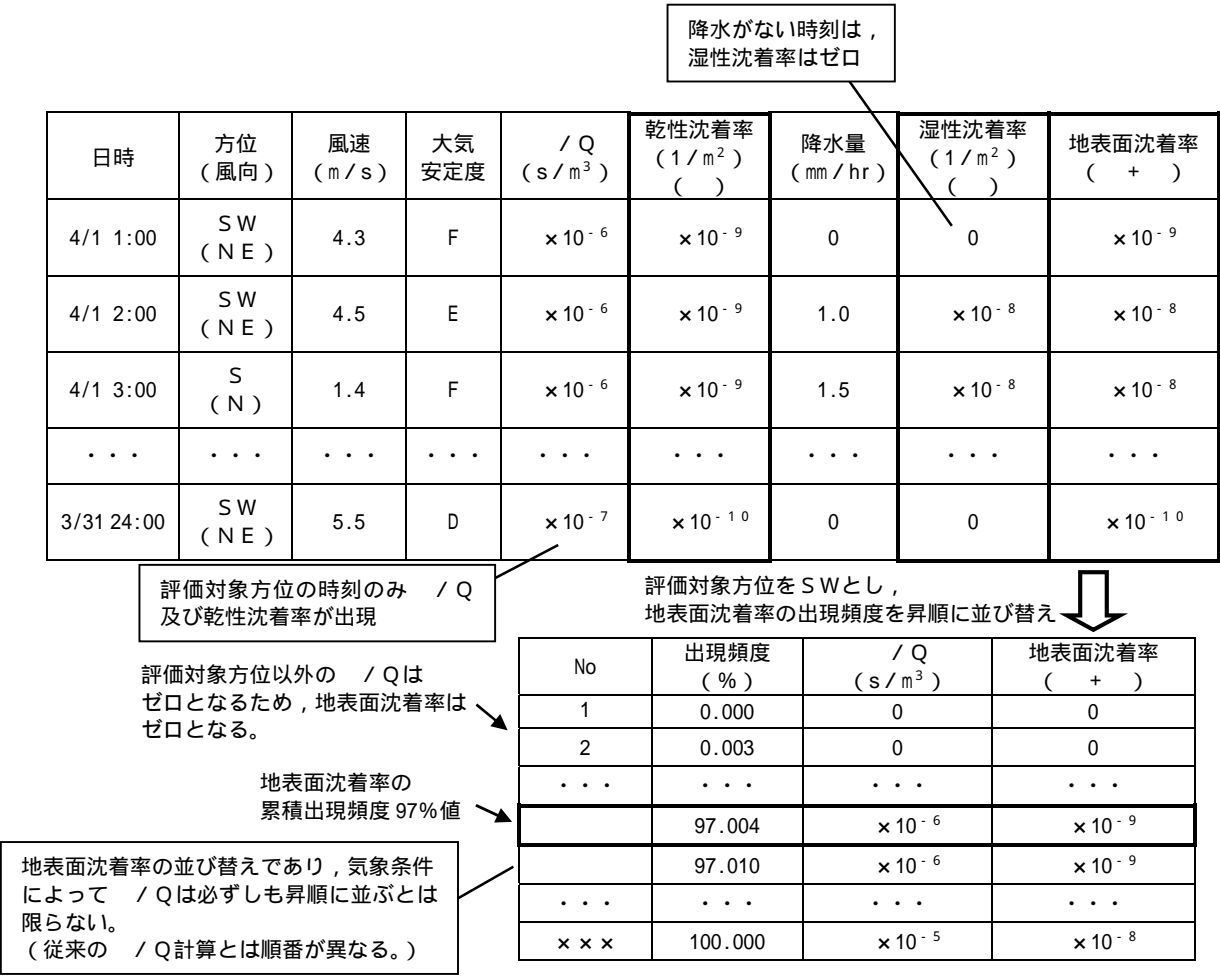 降水がない時刻は，
湿性沈着率はゼロ
日時 方位 風速 大気 /Q 乾性沈着率 降水量 湿性沈着率 地表面沈着率
（風向） （m/s） 安定度 （s/m³） （1/m²） （mm/hr） （1/m²） （ + ）
（ ） （ ）
4/1 1:00 SW（NE） 4.3 F ×10⁻⁶ ×10⁻⁹ 0 0 ×10⁻⁹
4/1 2:00 SW（NE） 4.5 E ×10⁻⁶ ×10⁻⁹ 1.0 ×10⁻⁸ ×10⁻⁸
4/1 3:00 S（N） 1.4 F ×10⁻⁶ ×10⁻⁹ 1.5 ×10⁻⁸ ×10⁻⁸
・・・ ・・・ ・・・ ・・・ ・・・ ・・・ ・・・ ・・・ ・・・
3/31 24:00 SW（NE） 5.5 D ×10⁻⁷ ×10⁻¹⁰ 0 0 ×10⁻¹⁰
評価対象方位の時刻のみ /Q
及び乾性沈着率が出現
評価対象方位をSWとし，
地表面沈着率の出現頻度を昇順に並び替え
評価対象方位以外の /Qは
ゼロとなるため，地表面沈着率は
ゼロとなる。
地表面沈着率の
累積出現頻度97%値
地表面沈着率の並び替えであり，気象条件
によって /Qは必ずしも昇順に並ぶとは
限らない。
（従来の /Q計算とは順番が異なる。）
No 出現頻度 /Q 地表面沈着率
（%） （s/m³） （ + ）
1 0.000 0 0
2 0.003 0 0
・・・ ・・・ ・・・ ・・・
97.004 ×10⁻⁶ ×10⁻⁹
97.010 ×10⁻⁶ ×10⁻⁹
・・・ ・・・ ・・・ ・・・
××× 100.000 ×10⁻⁵ ×10⁻⁸